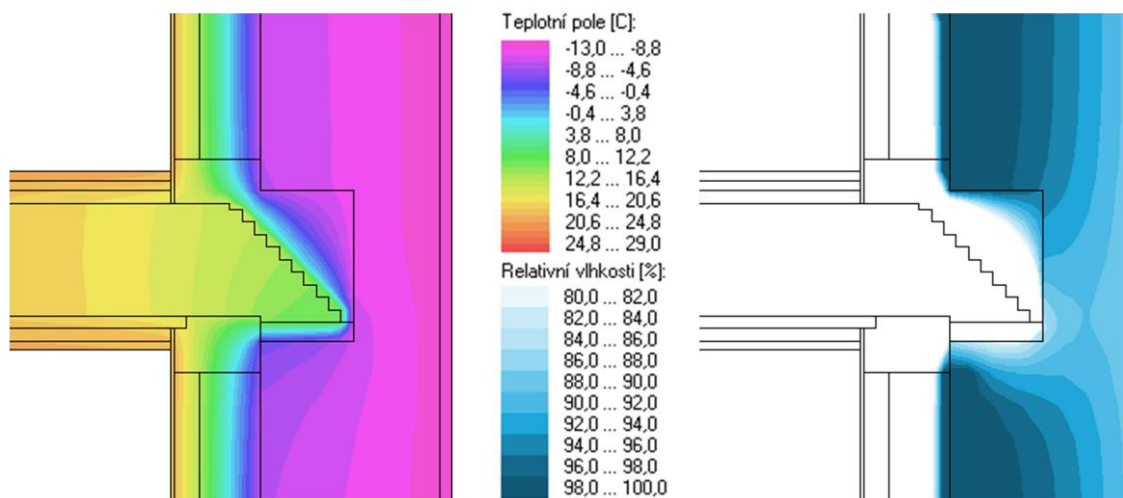 Teplotní pole [C]:
-13,0 ... -8,8
-8,8 ... -4,6
-4,6 ... -0,4
-0,4 ... 3,8
3,8 ... 8,0
8,0 ... 12,2
12,2 ... 16,4
16,4 ... 20,6
20,6 ... 24,8
24,8 ... 29,0
Relativní vlhkosti [%]:
80,0 ... 82,0
82,0 ... 84,0
84,0 ... 86,0
86,0 ... 88,0
88,0 ... 90,0
90,0 ... 92,0
92,0 ... 94,0
94,0 ... 96,0
96,0 ... 98,0
98,0 ... 100,0